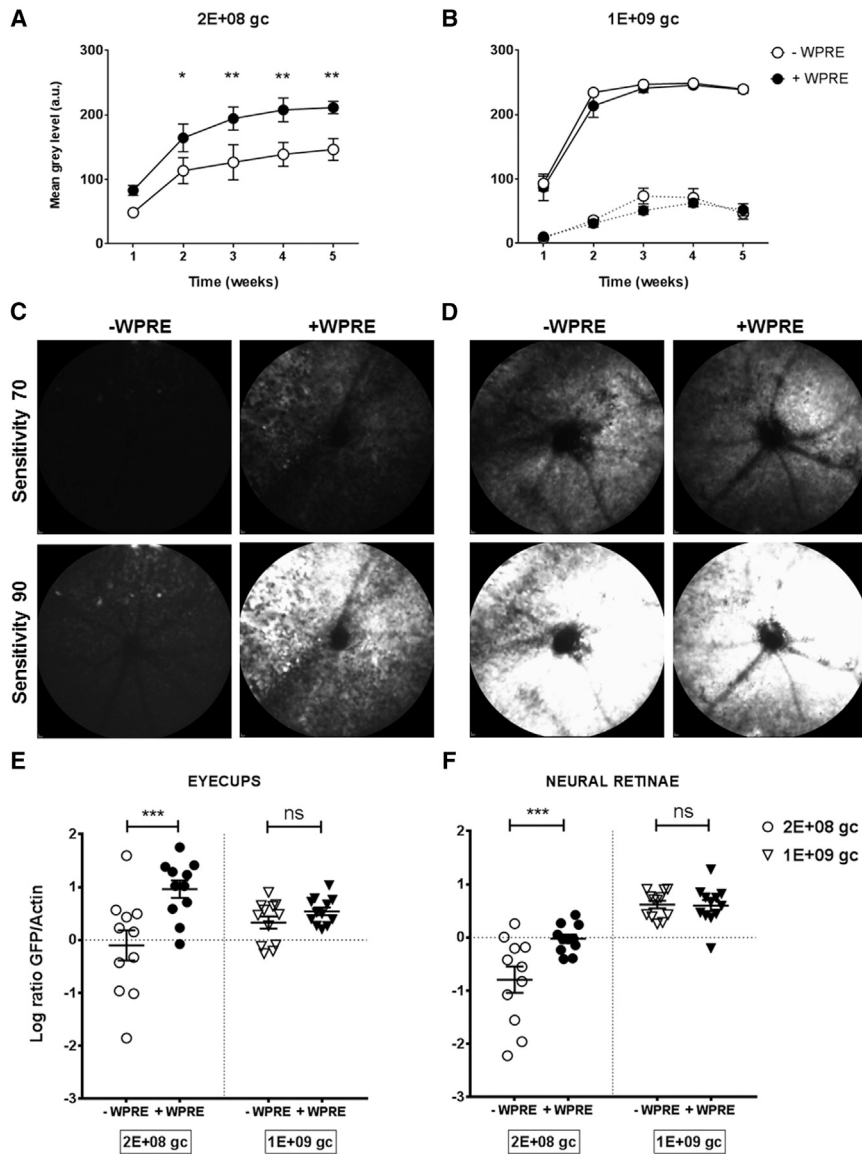 A
2E+08 gc
300
200
100
0
Mean grey level (a.u.)
* ** ** **
1 2 3 4 5
Time (weeks)
B
1E+09 gc
- WPRE
+ WPRE
300
200
100
0
1 2 3 4 5
Time (weeks)
C
-WPRE +WPRE
D
-WPRE +WPRE
Sensitivity 70
Sensitivity 90
E
EYECUPS
*** ns
2
1
0
-1
-2
-3
Log ratio GFP/Actin
- WPRE + WPRE - WPRE + WPRE
2E+08 gc 1E+09 gc
F
NEURAL RETINAE
*** ns
2E+08 gc
1E+09 gc
2
1
0
-1
-2
-3
- WPRE + WPRE - WPRE + WPRE
2E+08 gc 1E+09 gc